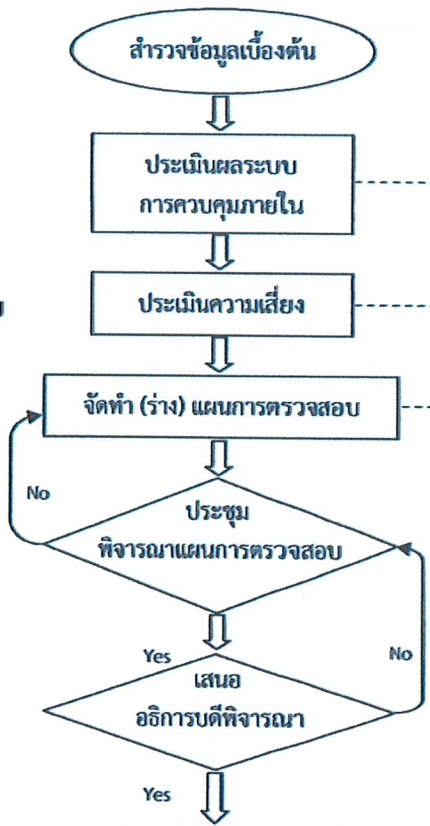 สำรวจข้อมูลเบื้องต้น
ประเมินผลระบบ
การควบคุมภายใน
ประเมินความเสี่ยง
จัดทำ (ร่าง) แผนการตรวจสอบ
No
ประชุม
พิจารณาแผนการตรวจสอบ
Yes
No
เสนอ
อธิการบดีพิจารณา
Yes